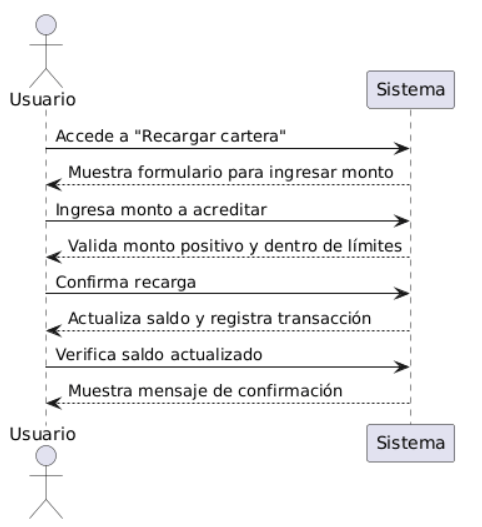 Usuario
Sistema
Accede a "Recargar cartera"
Muestra formulario para ingresar monto
Ingresa monto a acreditar
Valida monto positivo y dentro de límites
Confirma recarga
Actualiza saldo y registra transacción
Verifica saldo actualizado
Muestra mensaje de confirmación
Usuario
Sistema